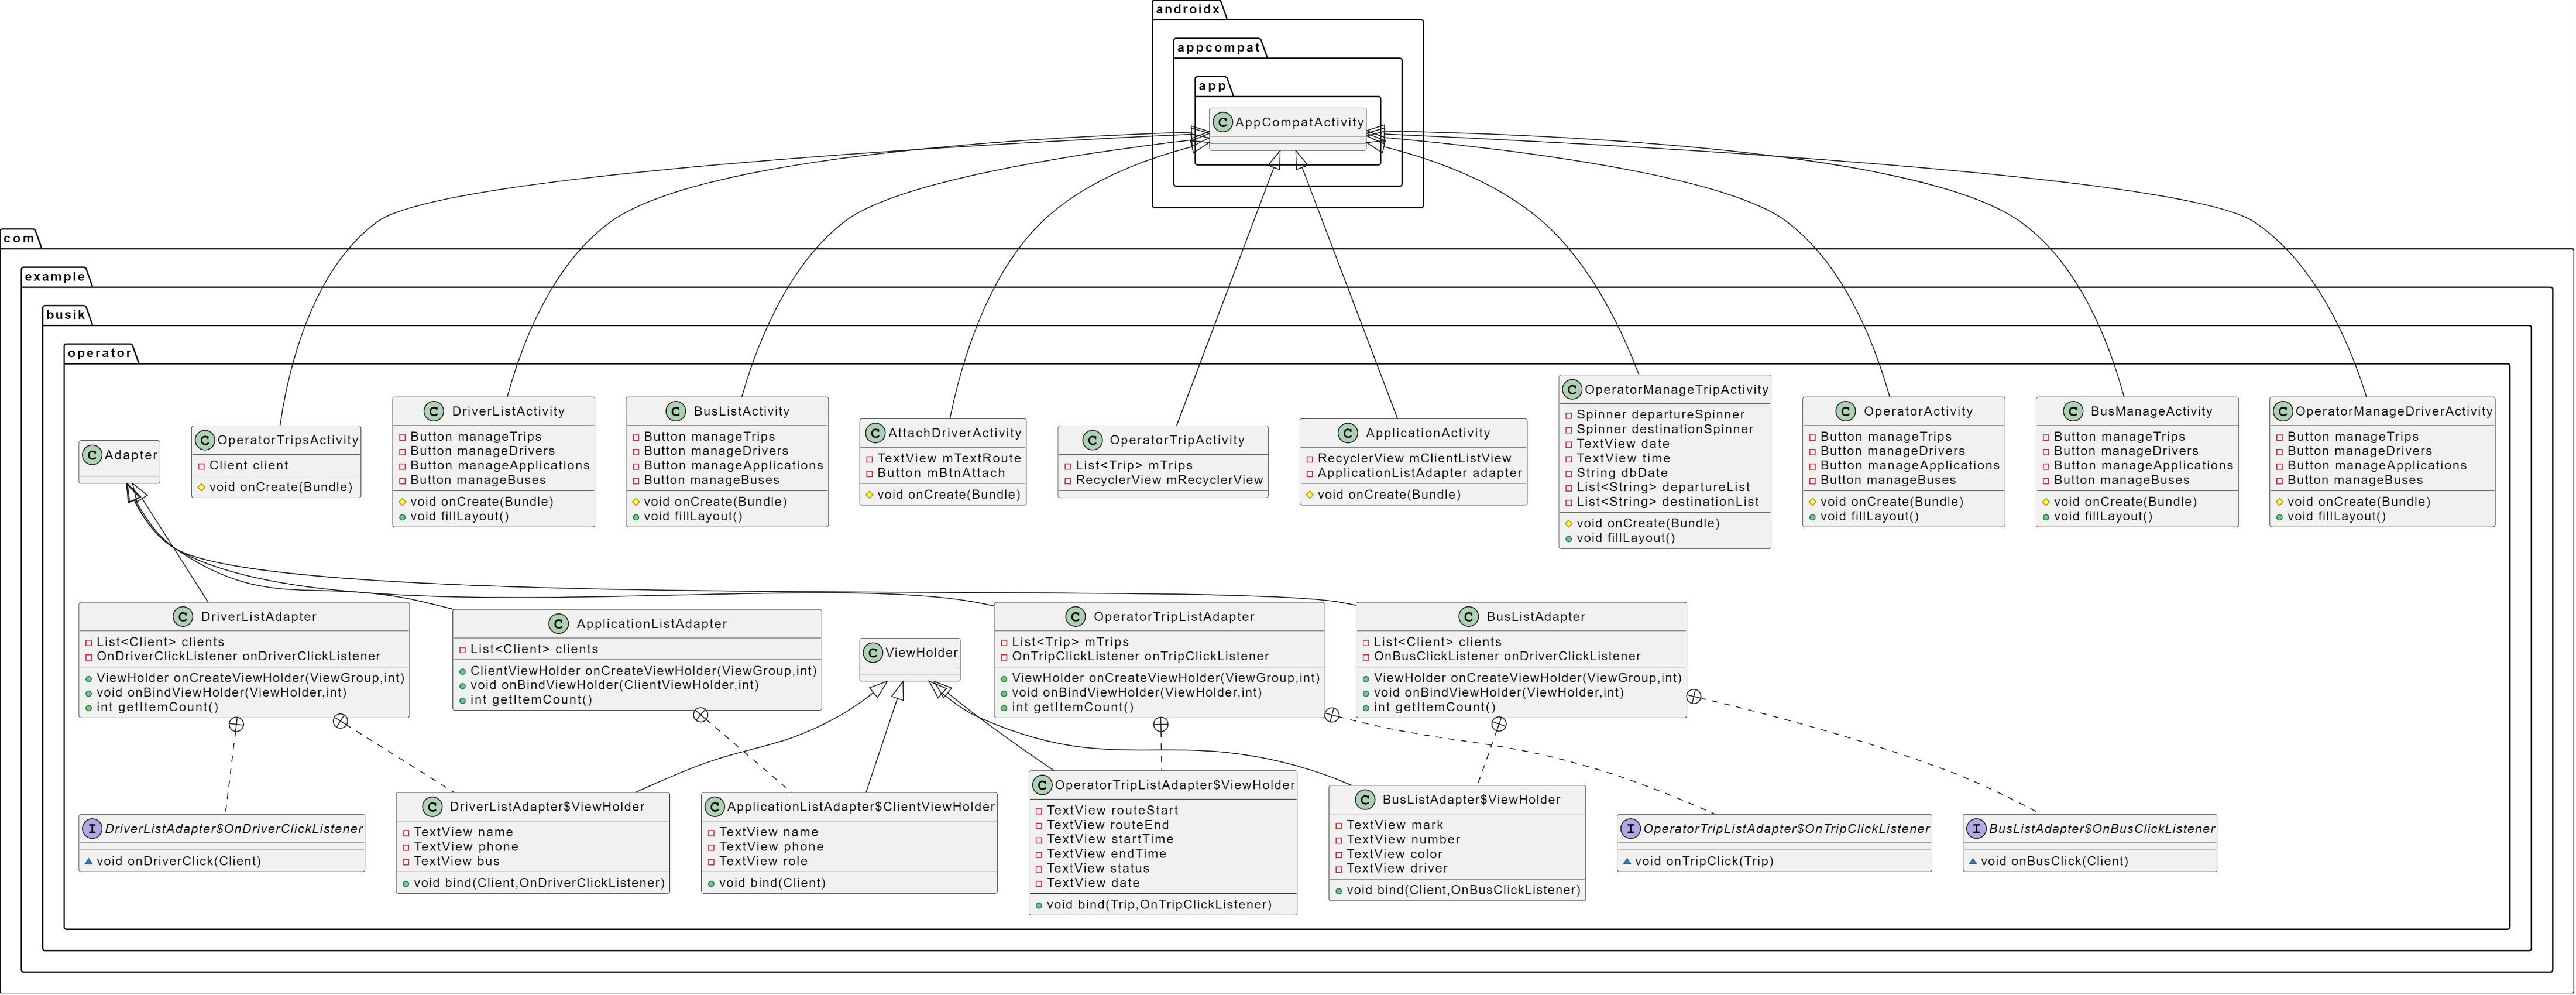 androidx
appcompat
app
C AppCompatActivity
com
example
busik
operator
C Adapter
C OperatorTripsActivity
Client client
void onCreate(Bundle)
C DriverListActivity
Button manageTrips
Button manageDrivers
Button manageApplications
Button manageBuses
void onCreate(Bundle)
void fillLayout()
C BusListActivity
Button manageTrips
Button manageDrivers
Button manageApplications
Button manageBuses
void onCreate(Bundle)
void fillLayout()
C AttachDriverActivity
TextView mTextRoute
Button mBtnAttach
void onCreate(Bundle)
C OperatorTripActivity
List<Trip> mTrips
RecyclerView mRecyclerView
C ApplicationActivity
RecyclerView mClientListView
ApplicationListAdapter adapter
void onCreate(Bundle)
C OperatorManageTripActivity
Spinner departureSpinner
Spinner destinationSpinner
TextView date
TextView time
String dbDate
List<String> departureList
List<String> destinationList
void onCreate(Bundle)
void fillLayout()
C OperatorActivity
Button manageTrips
Button manageDrivers
Button manageApplications
Button manageBuses
void onCreate(Bundle)
void fillLayout()
C BusManageActivity
Button manageTrips
Button manageDrivers
Button manageApplications
Button manageBuses
void onCreate(Bundle)
void fillLayout()
C OperatorManageDriverActivity
Button manageTrips
Button manageDrivers
Button manageApplications
Button manageBuses
void onCreate(Bundle)
void fillLayout()
C DriverListAdapter
List<Client> clients
OnDriverClickListener onDriverClickListener
ViewHolder onCreateViewHolder(ViewGroup,int)
void onBindViewHolder(ViewHolder,int)
int getItemCount()
C ApplicationListAdapter
List<Client> clients
ClientViewHolder onCreateViewHolder(ViewGroup,int)
void onBindViewHolder(ClientViewHolder,int)
int getItemCount()
C ViewHolder
C OperatorTripListAdapter
List<Trip> mTrips
OnTripClickListener onTripClickListener
ViewHolder onCreateViewHolder(ViewGroup,int)
void onBindViewHolder(ViewHolder,int)
int getItemCount()
C BusListAdapter
List<Client> clients
OnBusClickListener onDriverClickListener
ViewHolder onCreateViewHolder(ViewGroup,int)
void onBindViewHolder(ViewHolder,int)
int getItemCount()
I DriverListAdapter$OnDriverClickListener
void onDriverClick(Client)
C DriverListAdapter$ViewHolder
TextView name
TextView phone
TextView bus
void bind(Client,OnDriverClickListener)
C ApplicationListAdapter$ClientViewHolder
TextView name
TextView phone
TextView role
void bind(Client)
C OperatorTripListAdapter$ViewHolder
TextView routeStart
TextView routeEnd
TextView startTime
TextView endTime
TextView status
TextView date
void bind(Trip,OnTripClickListener)
C BusListAdapter$ViewHolder
TextView mark
TextView number
TextView color
TextView driver
void bind(Client,OnBusClickListener)
I OperatorTripListAdapter$OnTripClickListener
void onTripClick(Trip)
I BusListAdapter$OnBusClickListener
void onBusClick(Client)